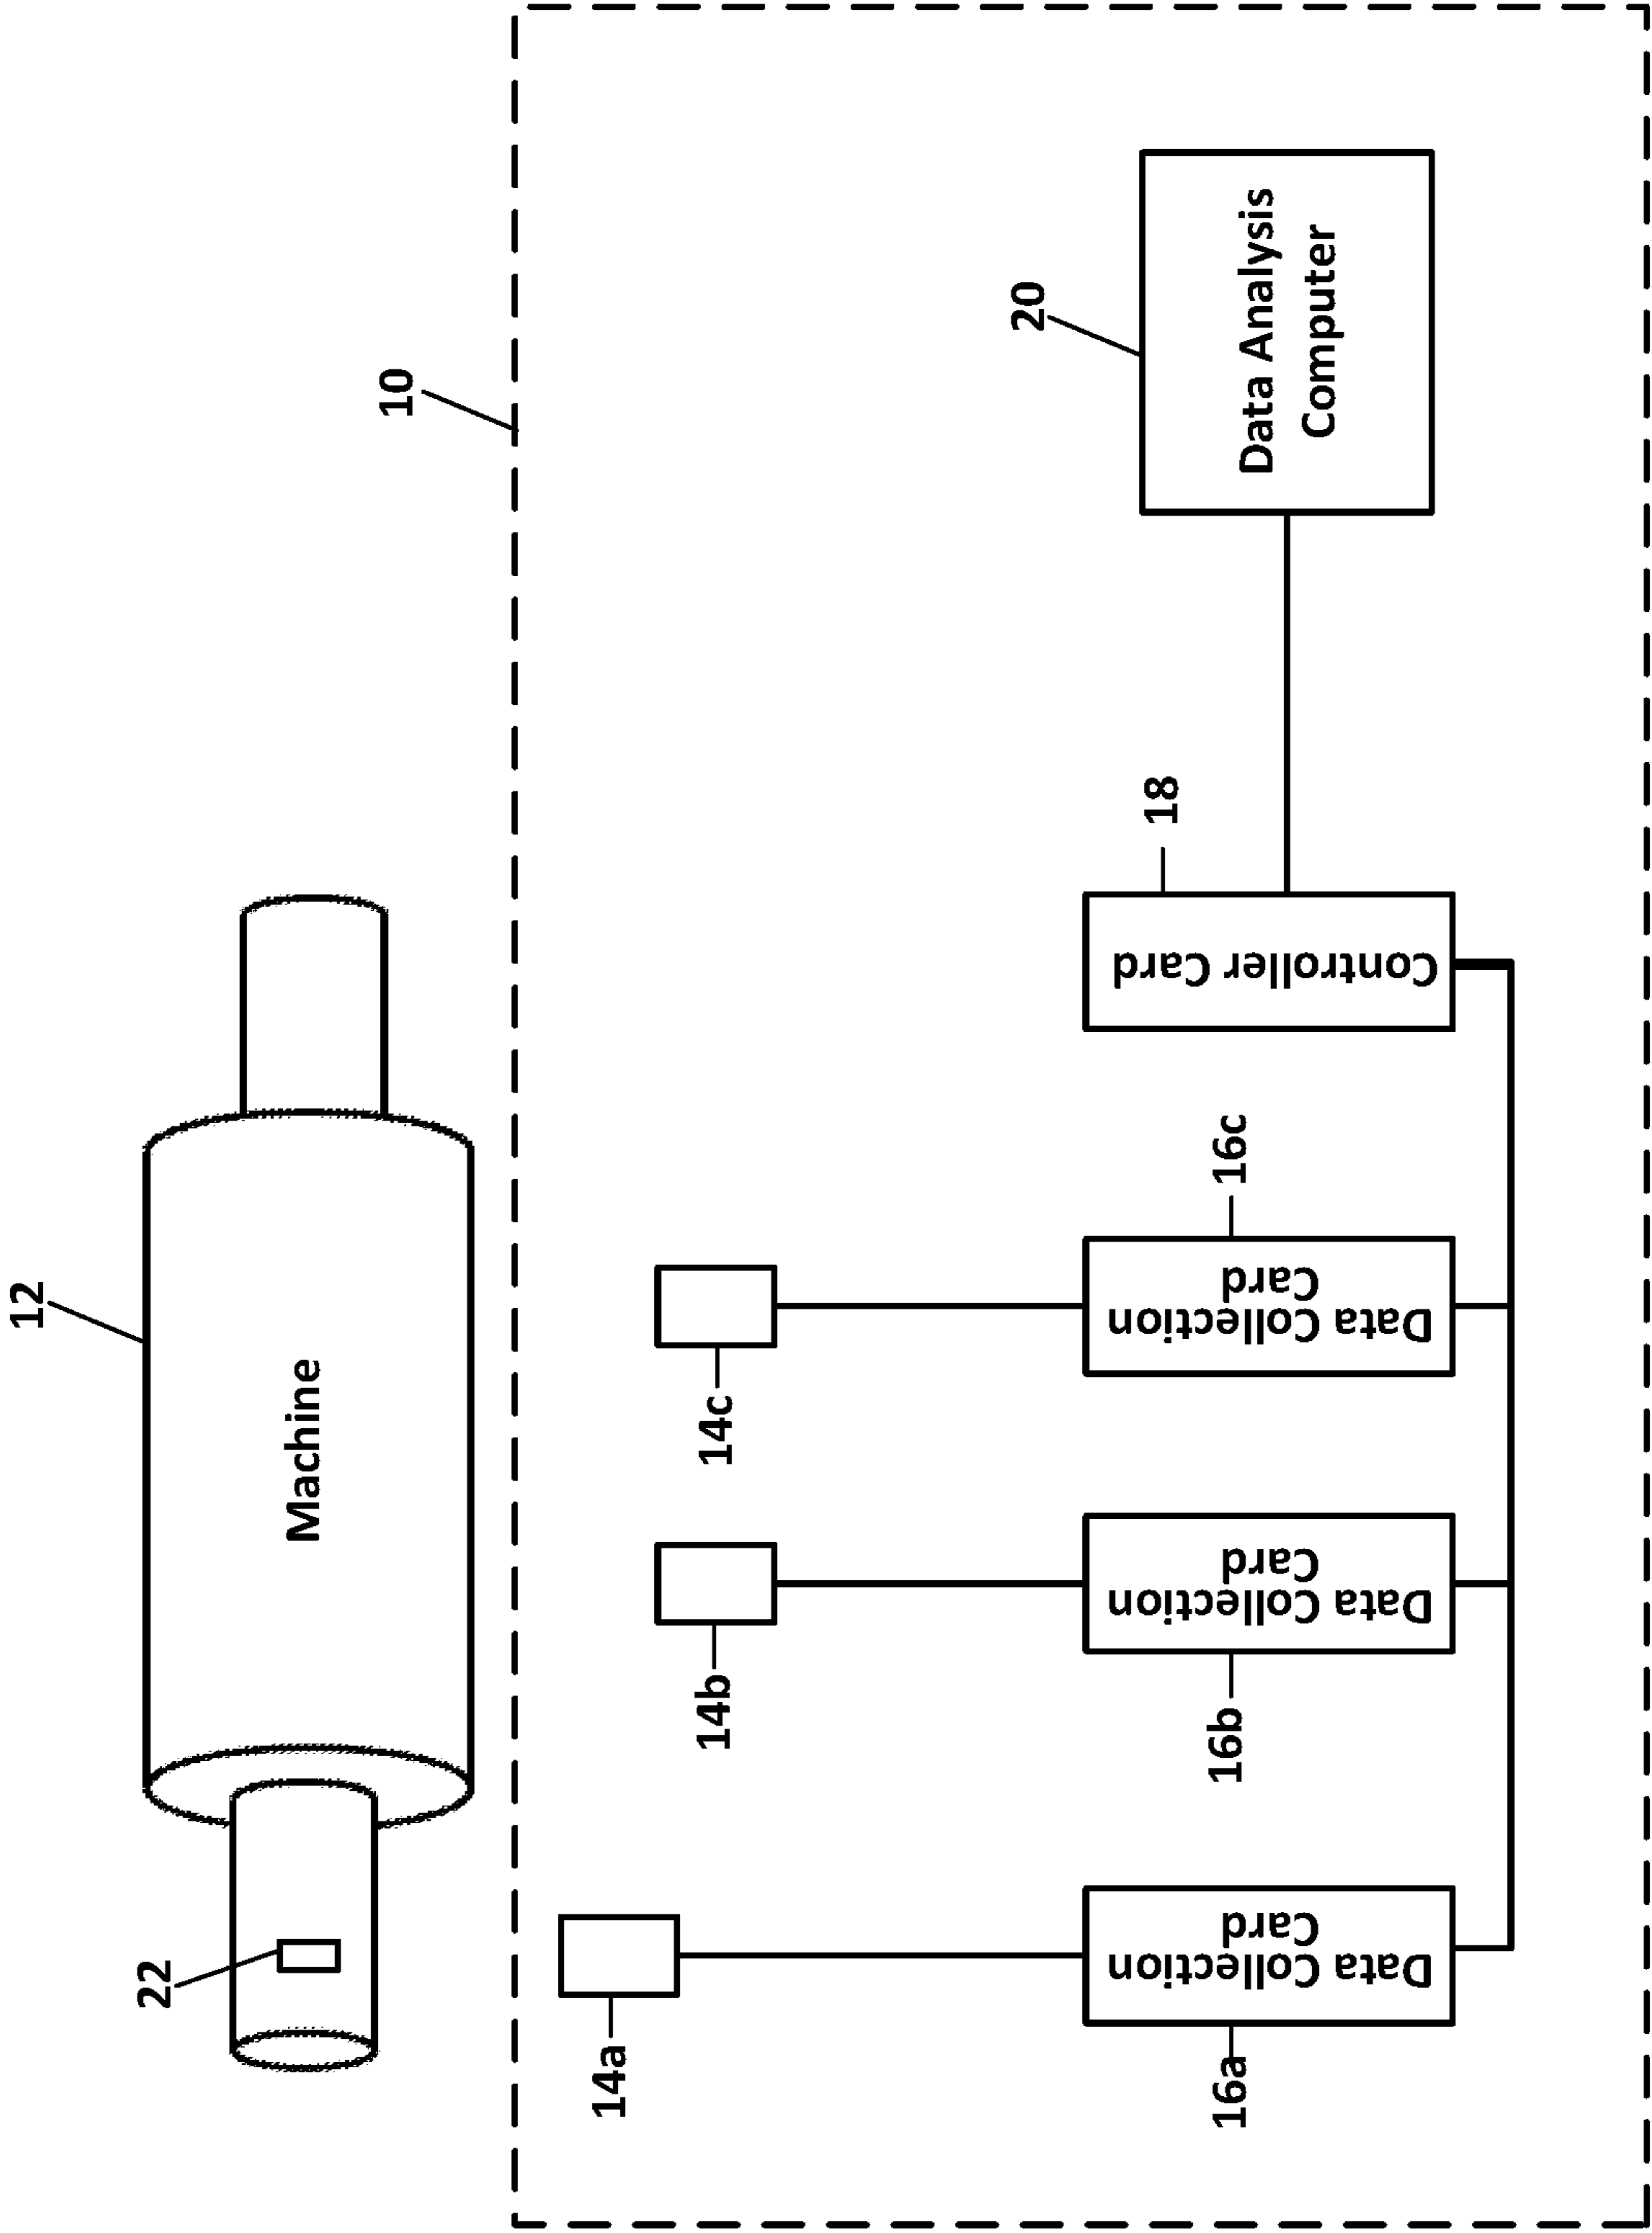 12
Machine
22
10
14a
14b
14c
20
Data Analysis
Computer
18
Controller Card
16c
Data Collection
Card
16b
Data Collection
Card
16a
Data Collection
Card